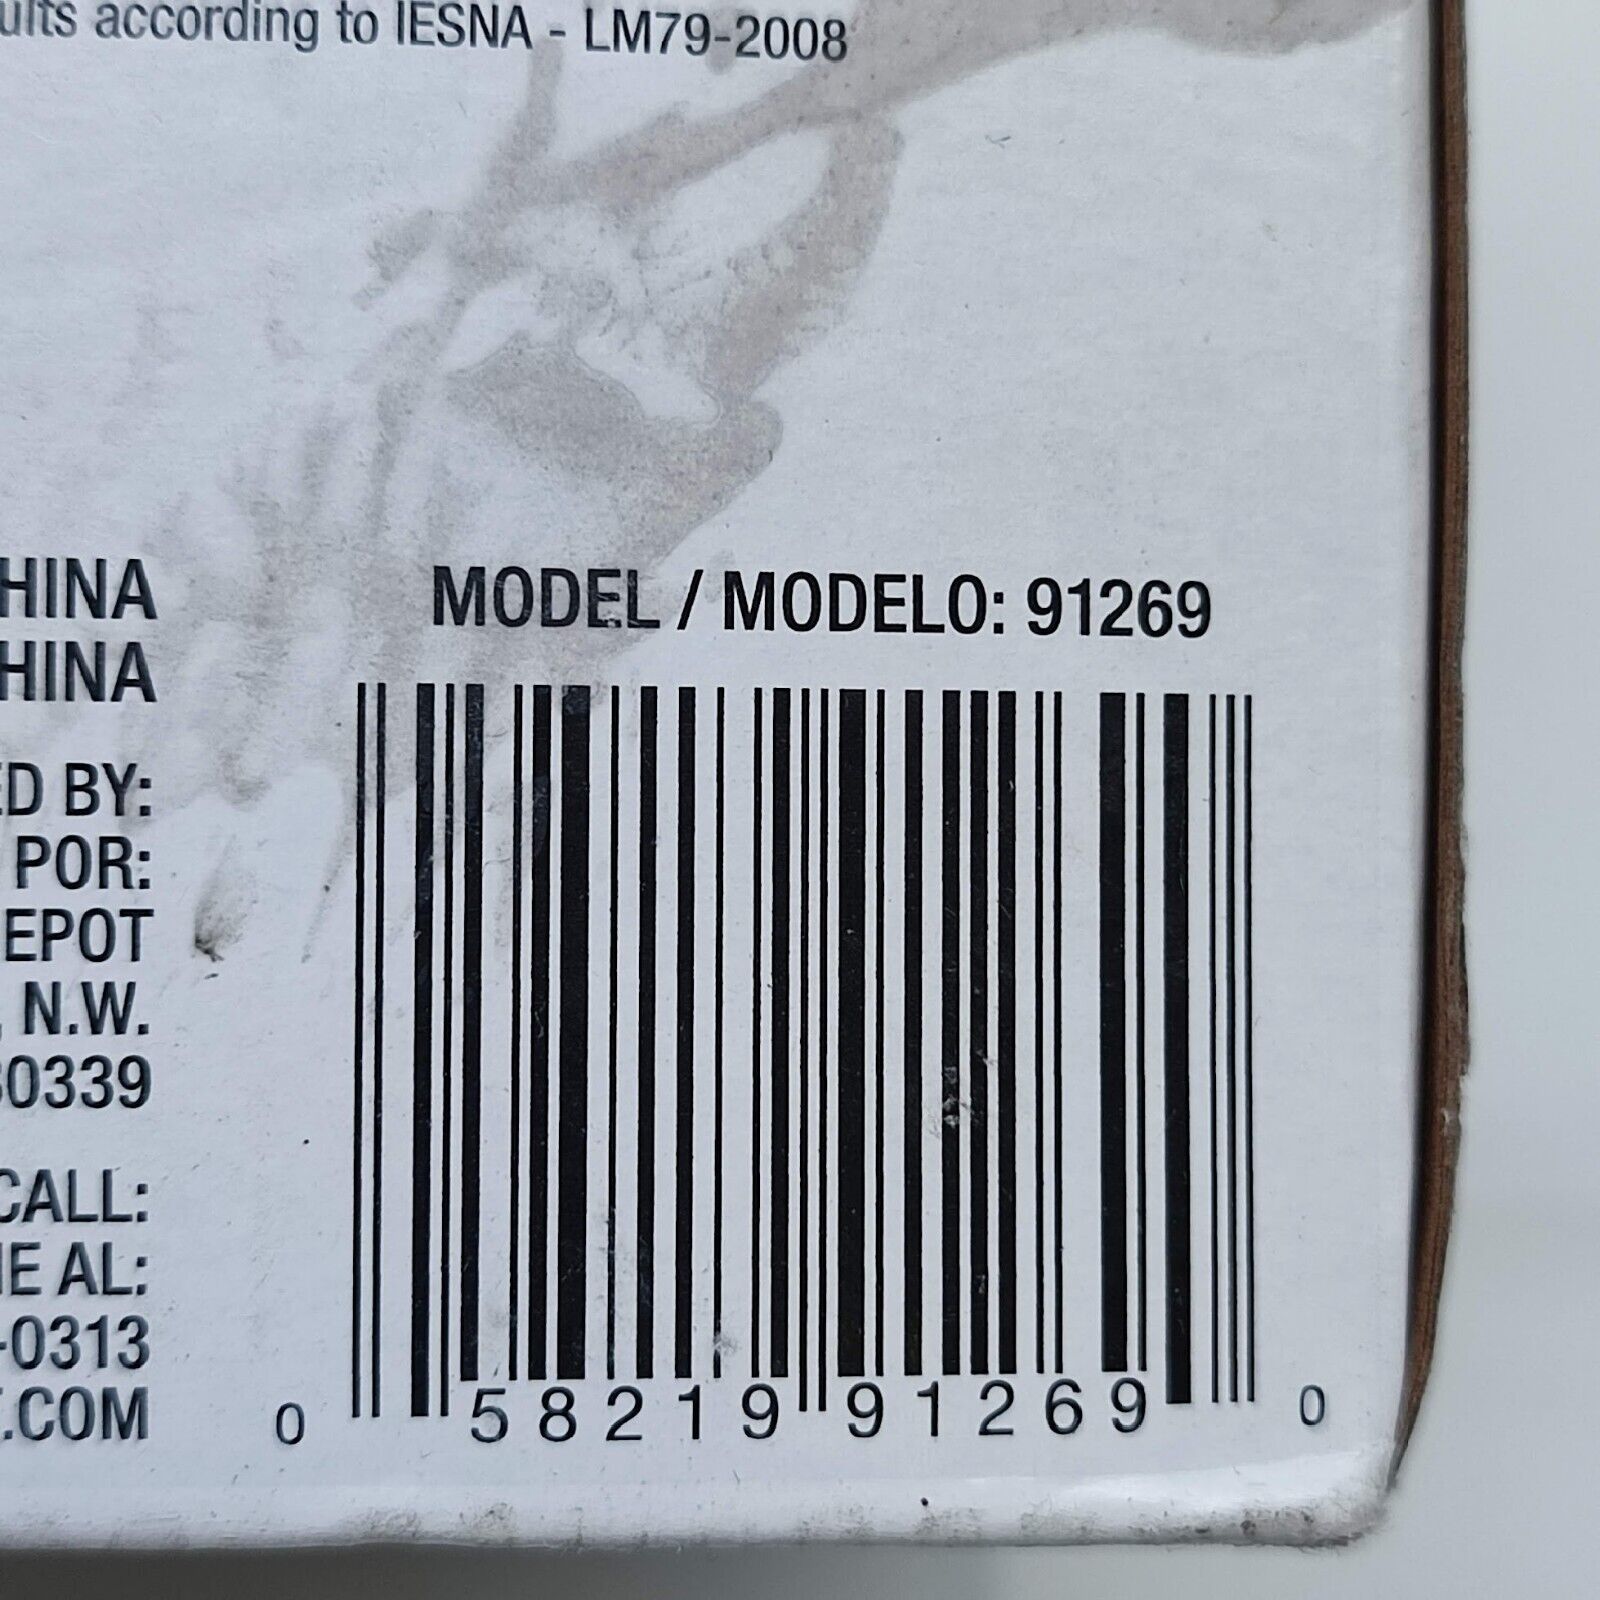 ults according to IESNA - LM79-2008
HINA
HINA
MODEL / MODELO: 91269
ED BY:
POR:
EPOT
, N.W.
30339
CALL:
E AL:
-0313
.COM
0 58219 91269 0